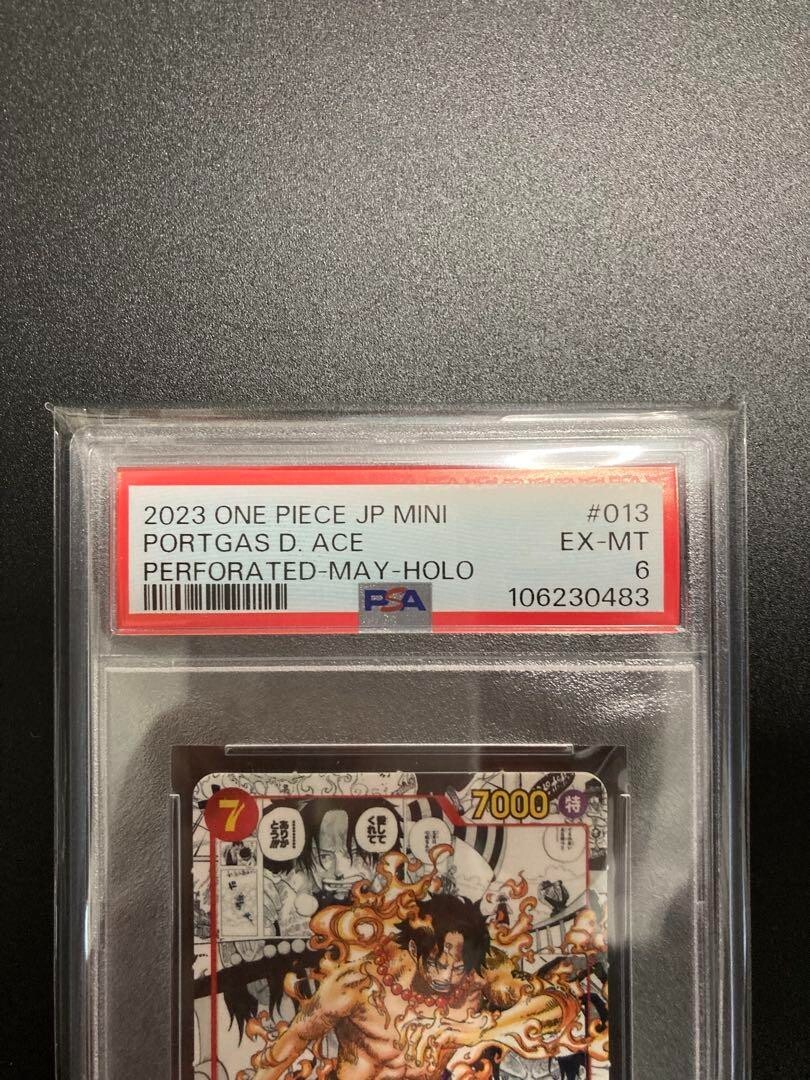 2023 ONE PIECE JP MINI #013
PORTGAS D. ACE EX-MT
PERFORATED-MAY-HOLO 6
PSA 106230483
7
7000 特
愛して
くれて
………
ありが
とう!!!